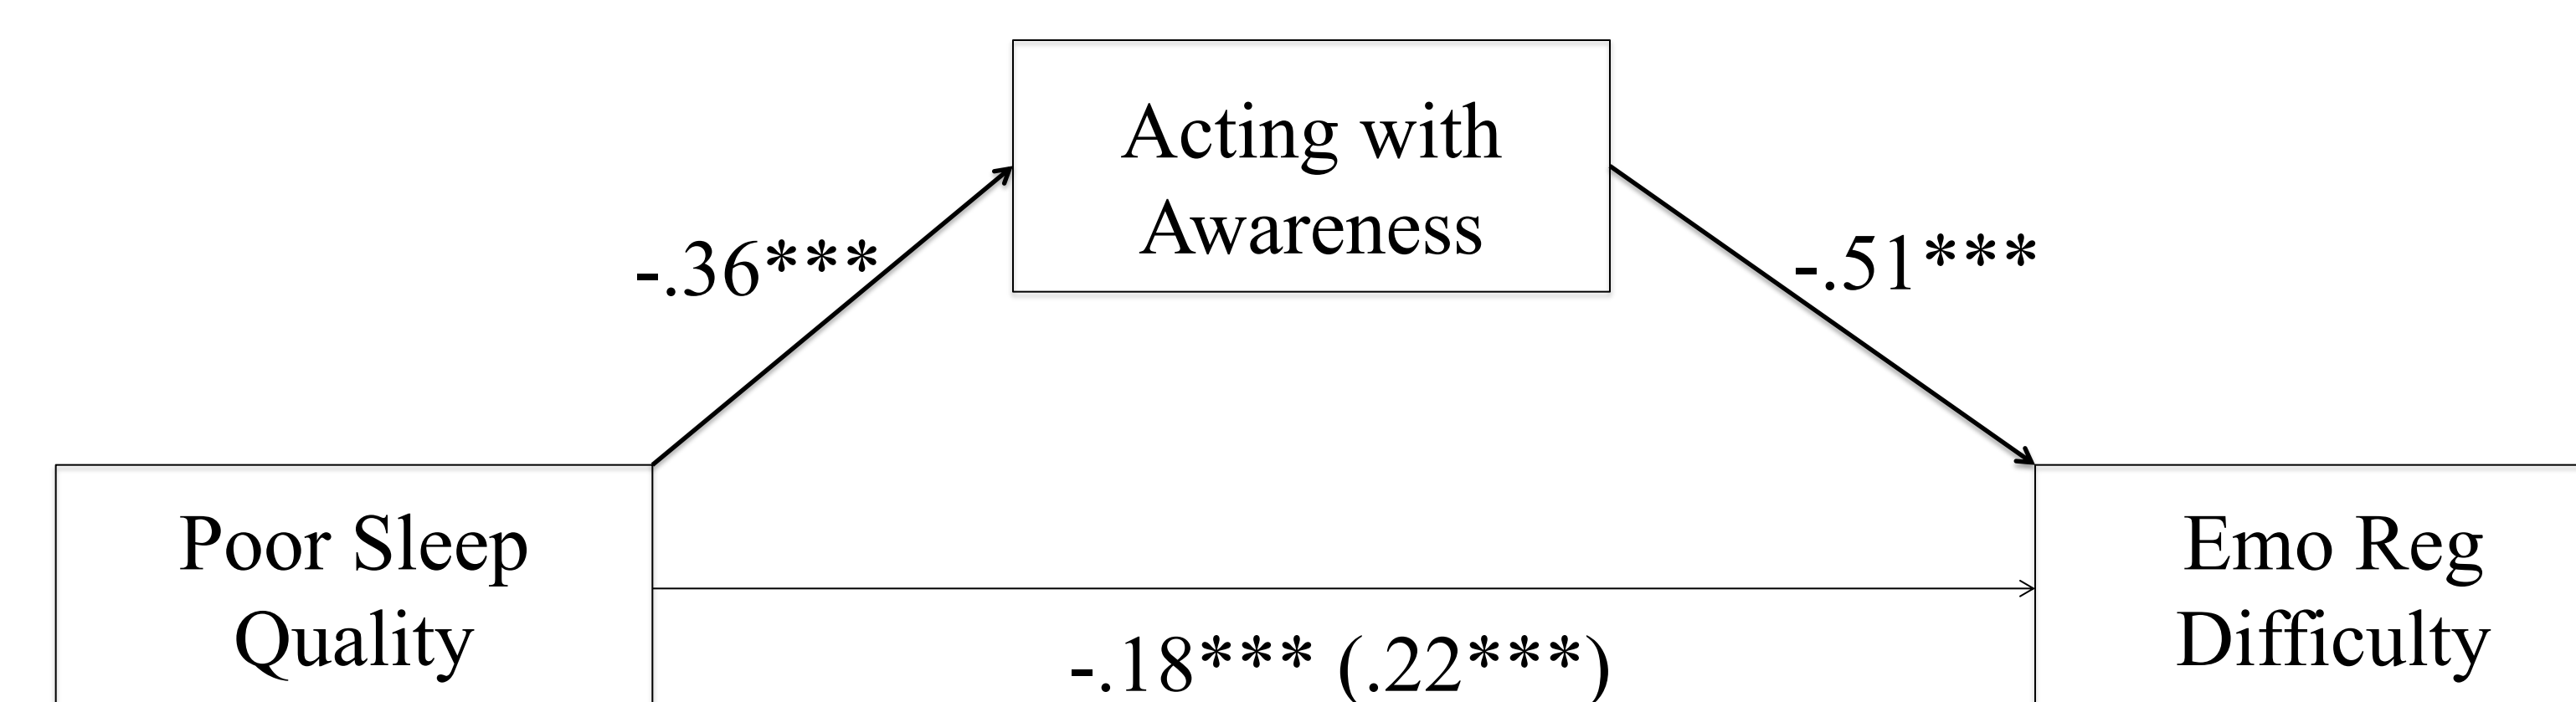 Acting with
Awareness
-.36***
-.51***
Poor Sleep
Quality
Emo Reg
Difficulty
-.18*** (.22***)